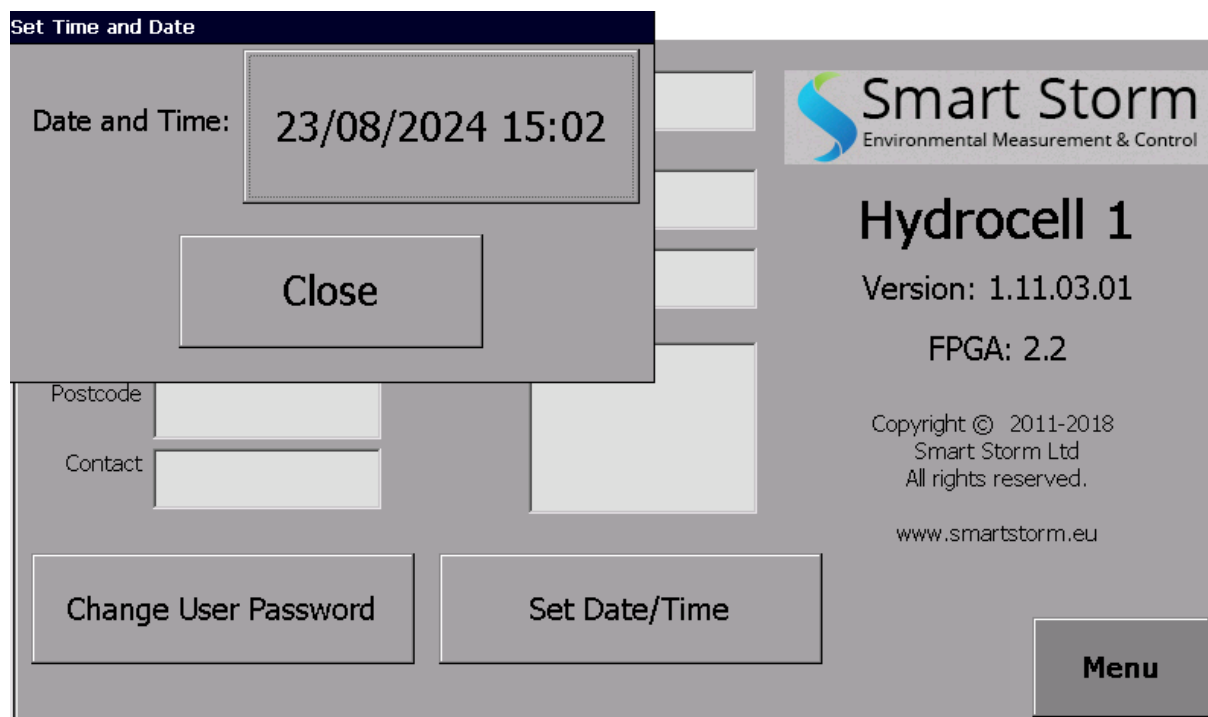 Set Time and Date
Date and Time:
23/08/2024 15:02
Close
Postcode
Contact
Change User Password
Set Date/Time
Smart Storm
Environmental Measurement & Control
Hydrocell 1
Version: 1.11.03.01
FPGA: 2.2
Copyright © 2011-2018
Smart Storm Ltd
All rights reserved.
www.smartstorm.eu
Menu